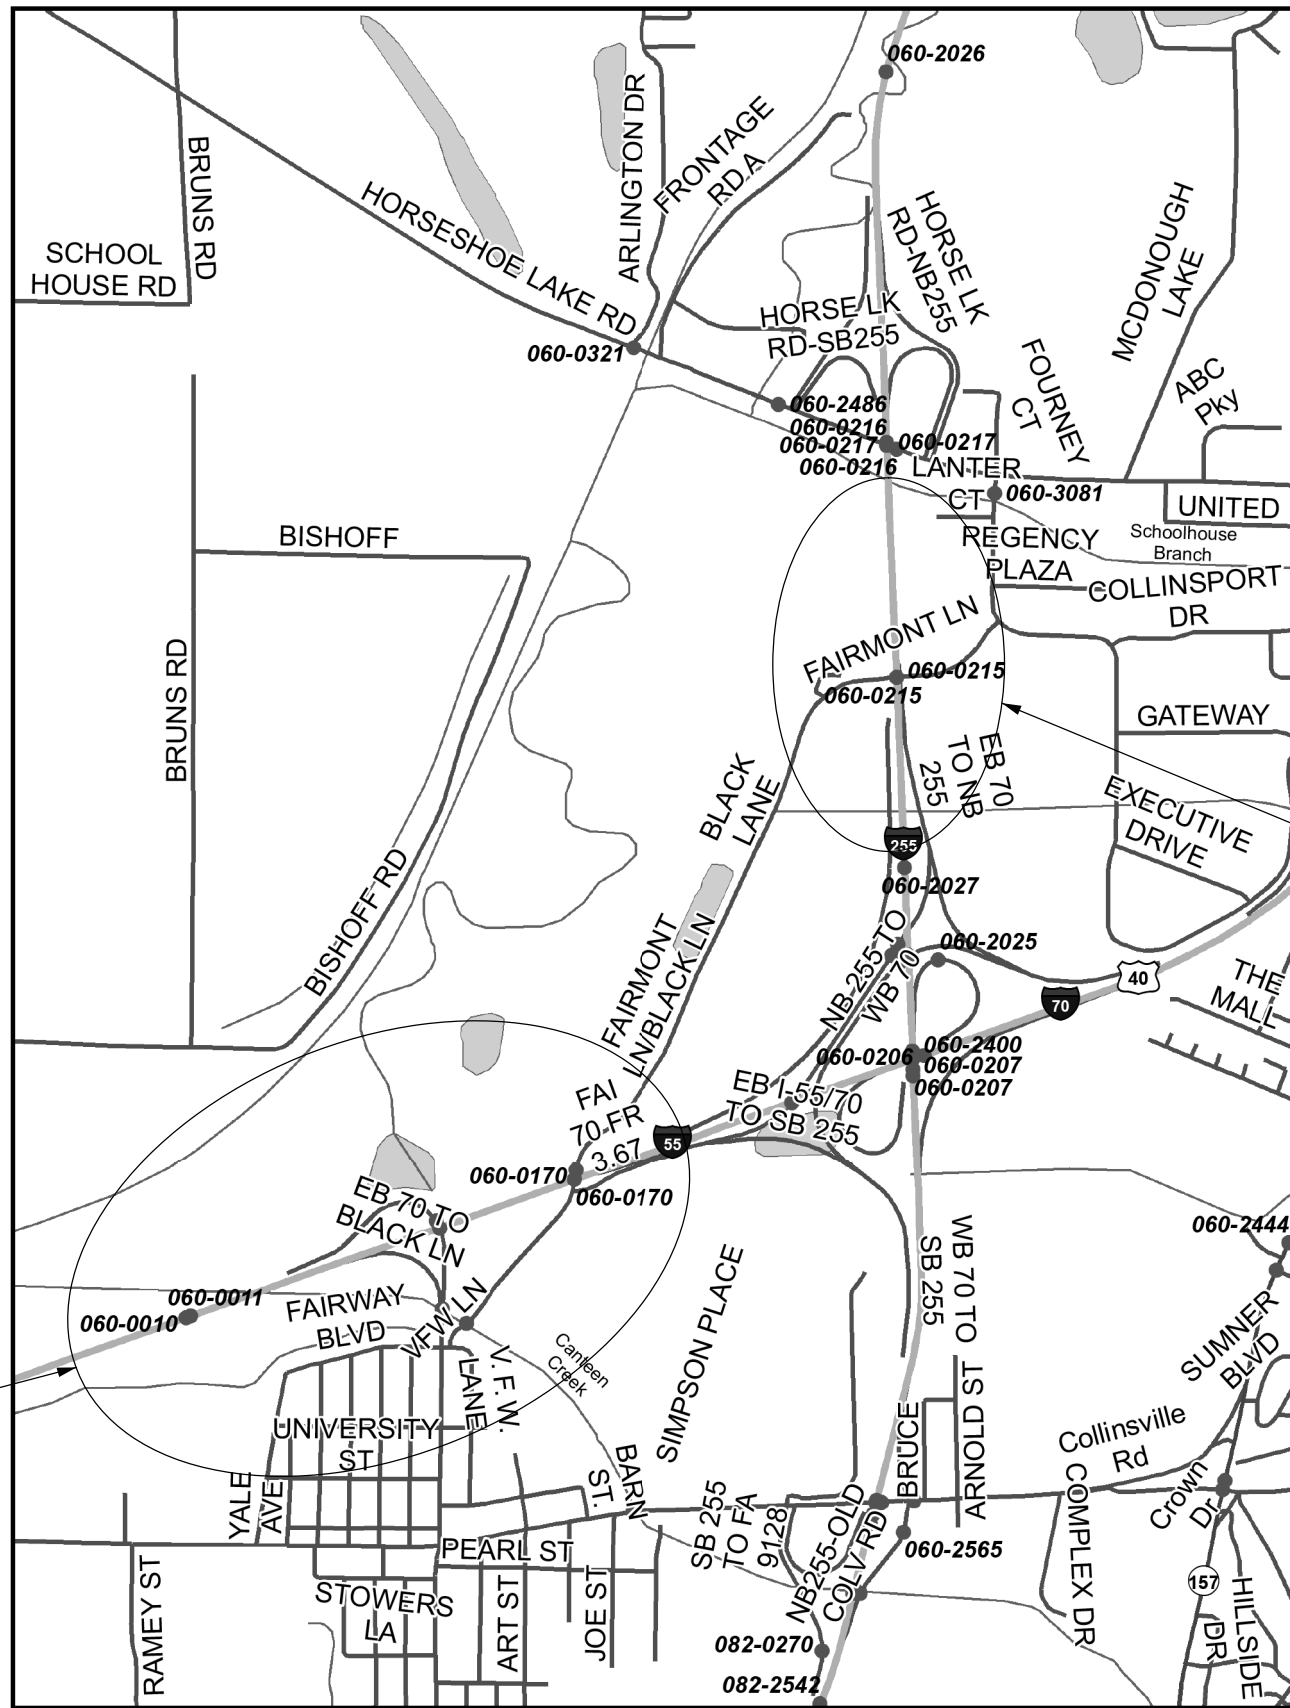 060-2026
BRUNS RD
ARLINGTON DR
FRONTAGE
RD A
HORSESHOE LAKE RD
SCHOOL
HOUSE RD
HORSE LK
RD-NB255
MCDONOUGH
LAKE
HORSE LK
RD-SB255
060-0321
FOURNEY
CT
ABC
Pky
060-2486
060-0216
060-0217
060-0217
060-0216
LANTER
CT
060-3081
UNITED
BISHOFF
REGENCY
PLAZA
Schoolhouse
Branch
COLLINSPORT
DR
FAIRMONT LN
060-0215
060-0215
BRUNS RD
GATEWAY
EB 70
TO NB
255
BLACK
LANE
EXECUTIVE
DRIVE
255
060-2027
BISHOFF RD
FAIRMONT
LN/BLACK LN
NB 255 TO
WB 70
060-2025
40
70
THE
MALL
060-2400
060-0206
060-0207
060-0207
EB I-55/70
TO SB 255
FAI
70 FR
3.67
55
060-0170
060-0170
EB 70 TO
BLACK LN
060-2444
WB 70 TO
SB 255
060-0011
060-0010
FAIRWAY
BLVD
VFW LN
SIMPSON PLACE
SUMNER
BLVD
Canteen
Creek
V.F.W.
LANE
UNIVERSITY
ST
YALE
AVE
BARN
ST.
SB 255
TO FA
9128
NB255-OLD
COLV RD
BRUCE
ARNOLD ST
Collinsville
Rd
COMPLEX DR
Crown
Dr
060-2565
PEARL ST
RAMEY ST
STOWERS
LA
ART ST
JOE ST
157
HILLSIDE
DR
082-0270
082-2542